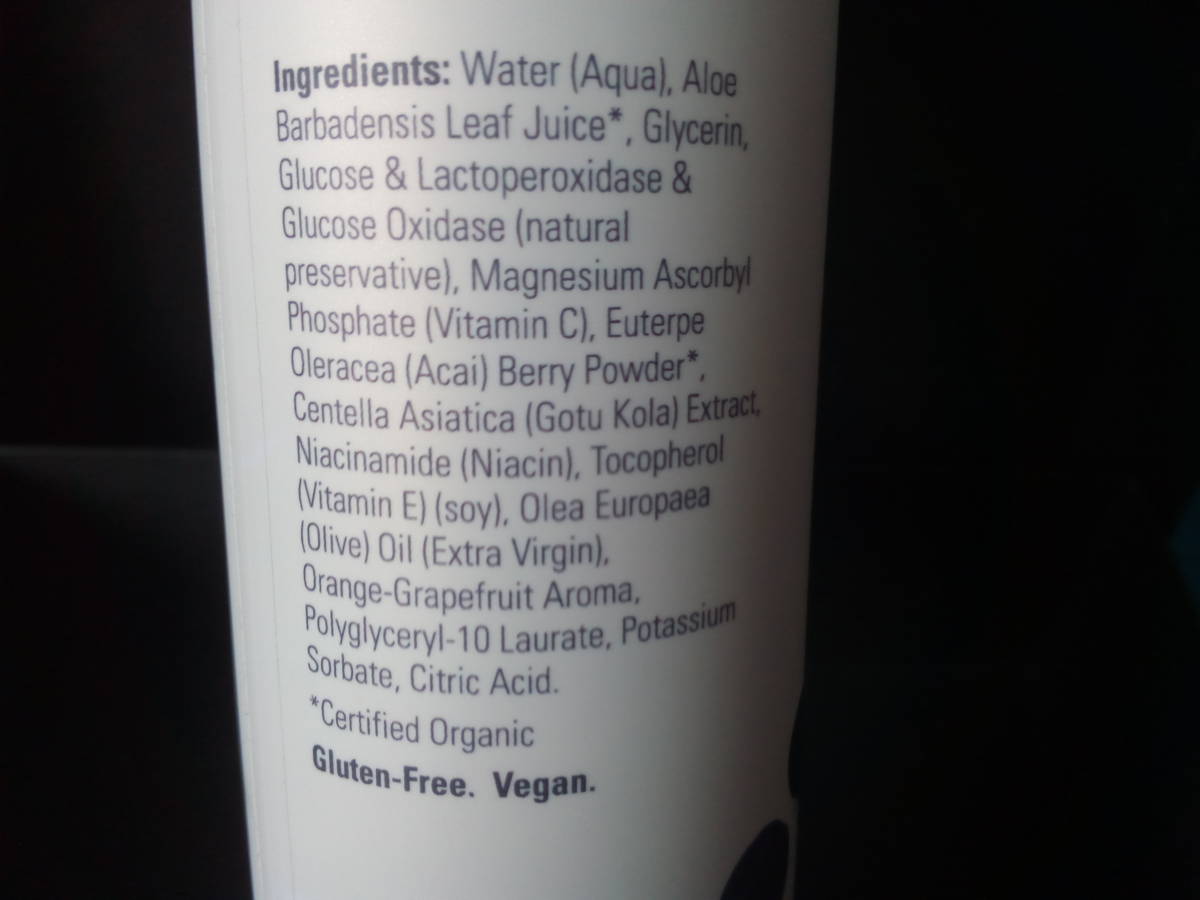 Ingredients: Water (Aqua), Aloe
Barbadensis Leaf Juice*, Glycerin,
Glucose & Lactoperoxidase &
Glucose Oxidase (natural
preservative), Magnesium Ascorbyl
Phosphate (Vitamin C), Euterpe
Oleracea (Acai) Berry Powder*,
Centella Asiatica (Gotu Kola) Extract,
Niacinamide (Niacin), Tocopherol
(Vitamin E) (soy), Olea Europaea
(Olive) Oil (Extra Virgin),
Orange-Grapefruit Aroma,
Polyglyceryl-10 Laurate, Potassium
Sorbate, Citric Acid.
*Certified Organic
Gluten-Free. Vegan.